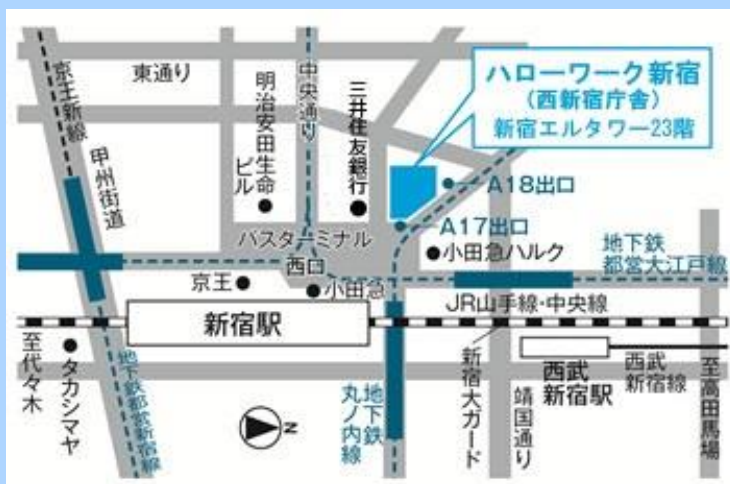 ハローワーク新宿
(西新宿庁舎)
新宿エルタワー23階
東通り
京王新線
甲州街道
明治安田生命
ビル
中央通り
三井住友銀行
A18出口
A17出口
バスターミナル
小田急ハルク
地下鉄
都営大江戸線
西口
京王
小田急
JR山手線・中央線
新宿駅
至代々木
タカシマヤ
地下鉄都営新宿線
地下鉄
丸ノ内線
新宿大ガード
靖国通り
西武
新宿駅
西武
新宿線
至高田馬場
N